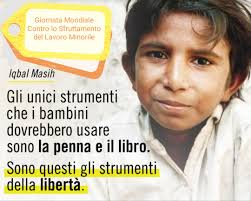 Giornata Mondiale
Contro lo Sfruttamento
del Lavoro Minorile
Iqbal Masih
Gli unici strumenti
che i bambini
dovrebbero usare
sono la penna e il libro.
Sono questi gli strumenti
della libertà.